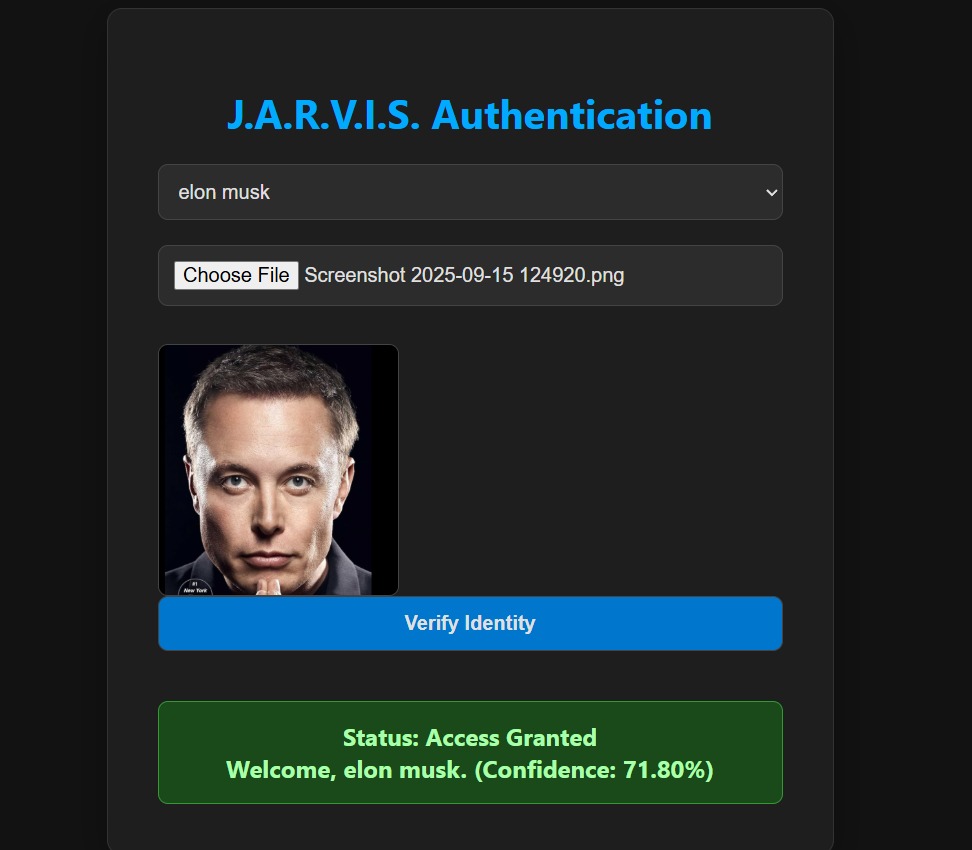 J.A.R.V.I.S. Authentication
elon musk
Choose File Screenshot 2025-09-15 124920.png
#1
New York
Verify Identity
Status: Access Granted
Welcome, elon musk. (Confidence: 71.80%)